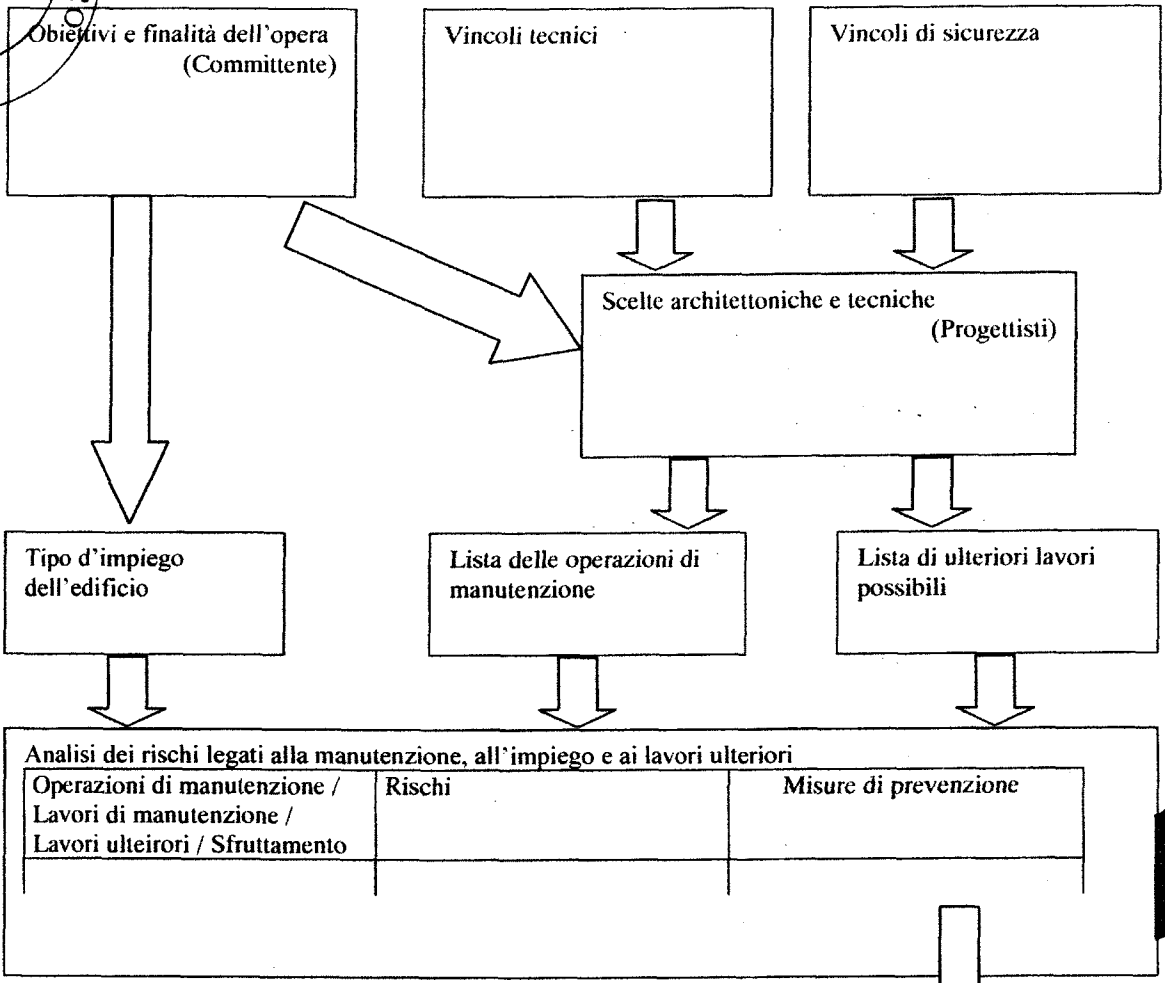 Obiettivi e finalità dell'opera
(Committente)
Vincoli tecnici
Vincoli di sicurezza
Scelte architettoniche e tecniche
(Progettisti)
Tipo d'impiego
dell'edificio
Lista delle operazioni di
manutenzione
Lista di ulteriori lavori
possibili
Analisi dei rischi legati alla manutenzione, all'impiego e ai lavori ulteriori
Operazioni di manutenzione /
Lavori di manutenzione /
Lavori ulteirori / Sfruttamento
Rischi
Misure di prevenzione